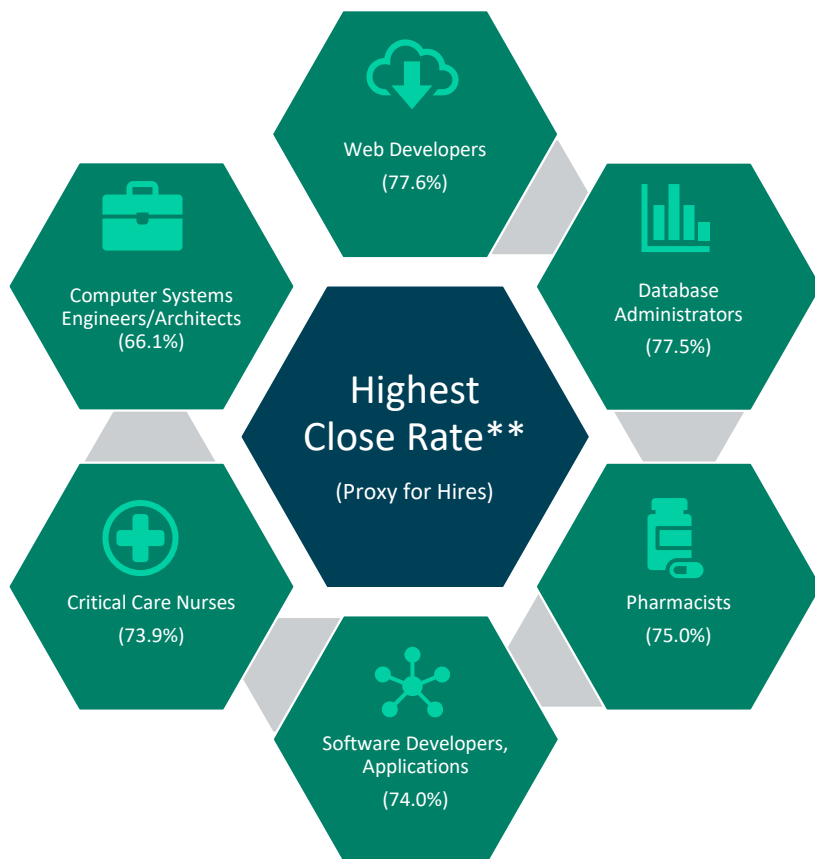 Web Developers
(77.6%)
Database
Administrators
(77.5%)
Pharmacists
(75.0%)
Software Developers,
Applications
(74.0%)
Critical Care Nurses
(73.9%)
Computer Systems
Engineers/Architects
(66.1%)
Highest
Close Rate**
(Proxy for Hires)